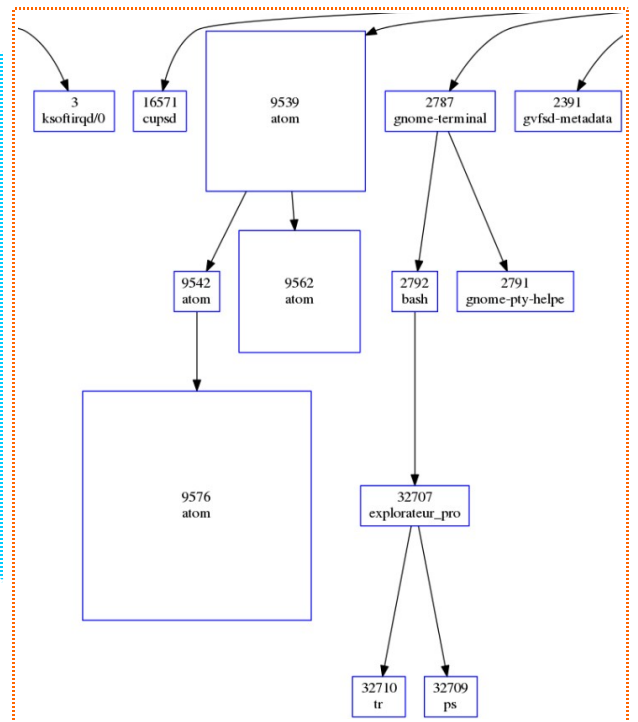 3
ksoftirqd/0
16571
cupsd
9539
atom
2787
gnome-terminal
2391
gvfsd-metadata
9542
atom
9562
atom
2792
bash
2791
gnome-pty-helpe
9576
atom
32707
explorateur_pro
32710
tr
32709
ps